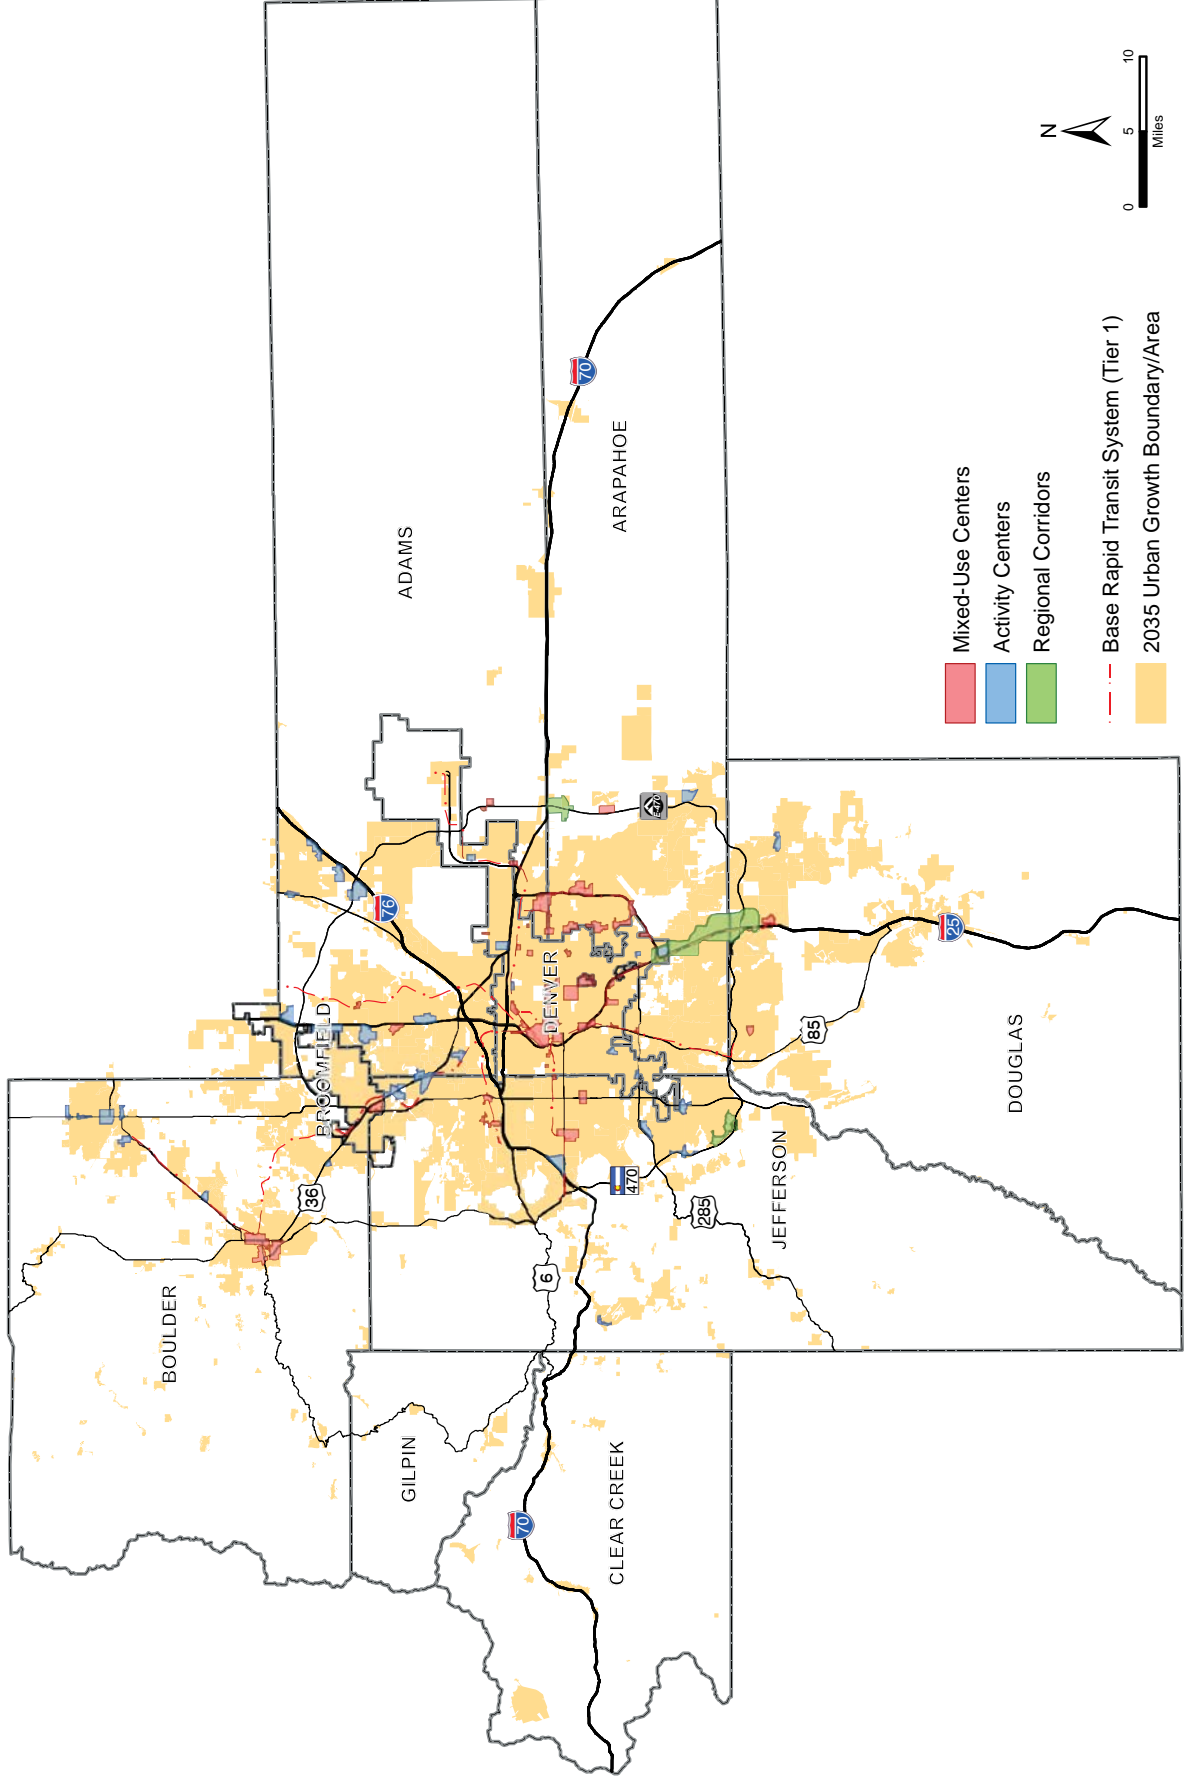 BOULDER
BROOMFIELD
ADAMS
GILPIN
DENVER
ARAPAHOE
CLEAR CREEK
JEFFERSON
DOUGLAS
36
76
70
6
70
470
E-470
285
85
25
Mixed-Use Centers
Activity Centers
Regional Corridors
Base Rapid Transit System (Tier 1)
2035 Urban Growth Boundary/Area
N
0 5 10
Miles